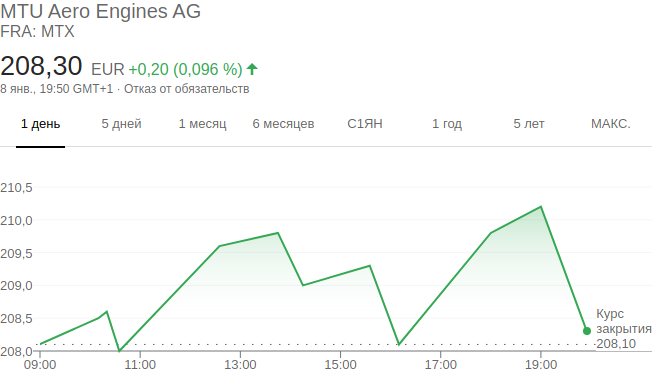 MTU Aero Engines AG
FRA: MTX
208,30 EUR +0,20 (0,096 %)
8 янв., 19:50 GMT+1 · Отказ от обязательств
1 день 5 дней 1 месяц 6 месяцев С1ЯН 1 год 5 лет МАКС.
210,5
210,0
209,5
209,0
208,5
208,0
Курс
закрытия
208,10
09:00 11:00 13:00 15:00 17:00 19:00